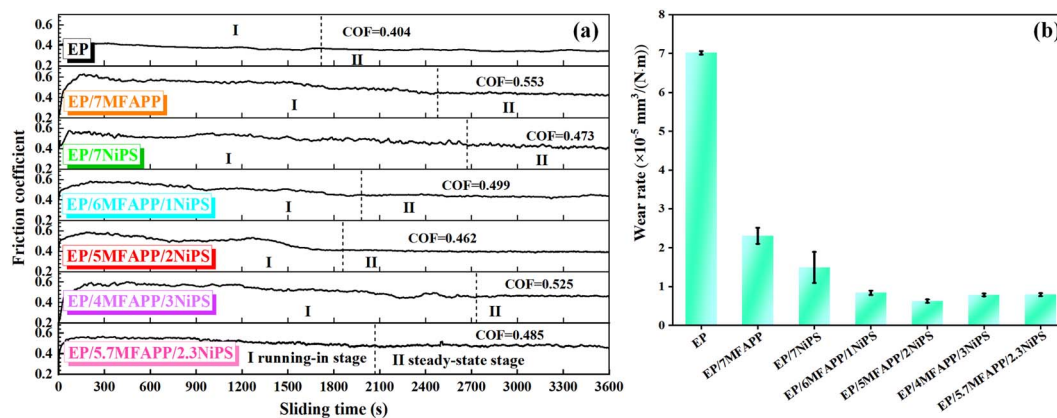 (a)
I
COF=0.404
0.4
EP
II
0.2
COF=0.553
0.6
0.4
EP/7MFAPP
I
II
0.2
COF=0.473
0.6
0.4
EP/7NiPS
I
II
0.2
COF=0.499
0.6
0.4
EP/6MFAPP/1NiPS
I
II
0.2
COF=0.462
0.6
0.4
EP/5MFAPP/2NiPS
I
II
0.2
COF=0.525
0.6
0.4
EP/4MFAPP/3NiPS
I
II
0.2
COF=0.485
0.6
0.4
EP/5.7MFAPP/2.3NiPS
I running-in stage
II steady-state stage
0.2
0 300 600 900 1200 1500 1800 2100 2400 2700 3000 3300 3600
Sliding time (s)
Friction coefficient
(b)
8
7
6
5
4
3
2
1
0
Wear rate (×10⁻⁵ mm³/(N·m))
EP
EP/7MFAPP
EP/7NiPS
EP/6MFAPP/1NiPS
EP/5MFAPP/2NiPS
EP/4MFAPP/3NiPS
EP/5.7MFAPP/2.3NiPS